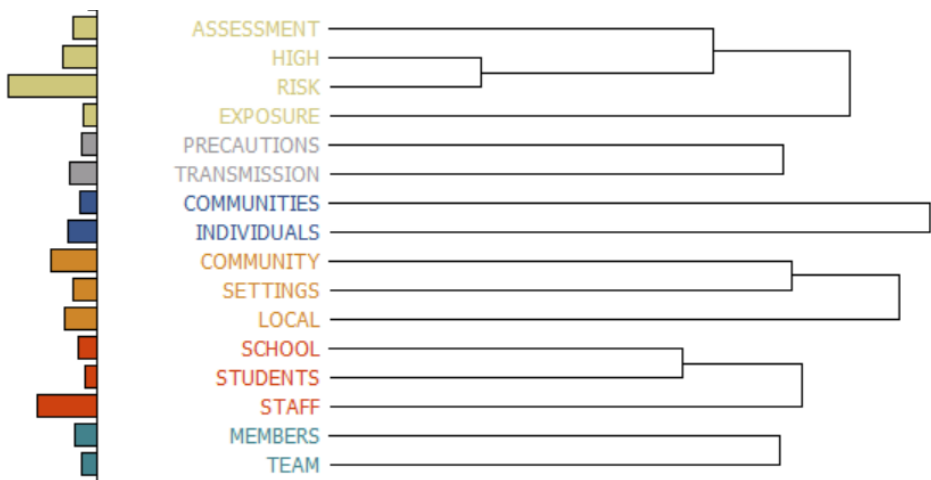 ASSESSMENT
HIGH
RISK
EXPOSURE
PRECAUTIONS
TRANSMISSION
COMMUNITIES
INDIVIDUALS
COMMUNITY
SETTINGS
LOCAL
SCHOOL
STUDENTS
STAFF
MEMBERS
TEAM